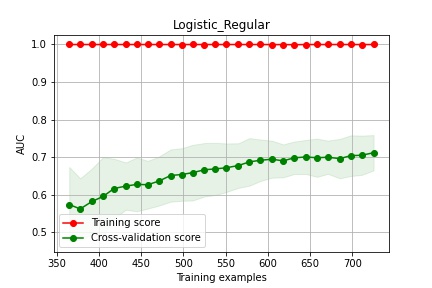 Logistic_Regular
1.0
0.9
0.8
0.7
0.6
0.5
AUC
Training score
Cross-validation score
350 400 450 500 550 600 650 700
Training examples